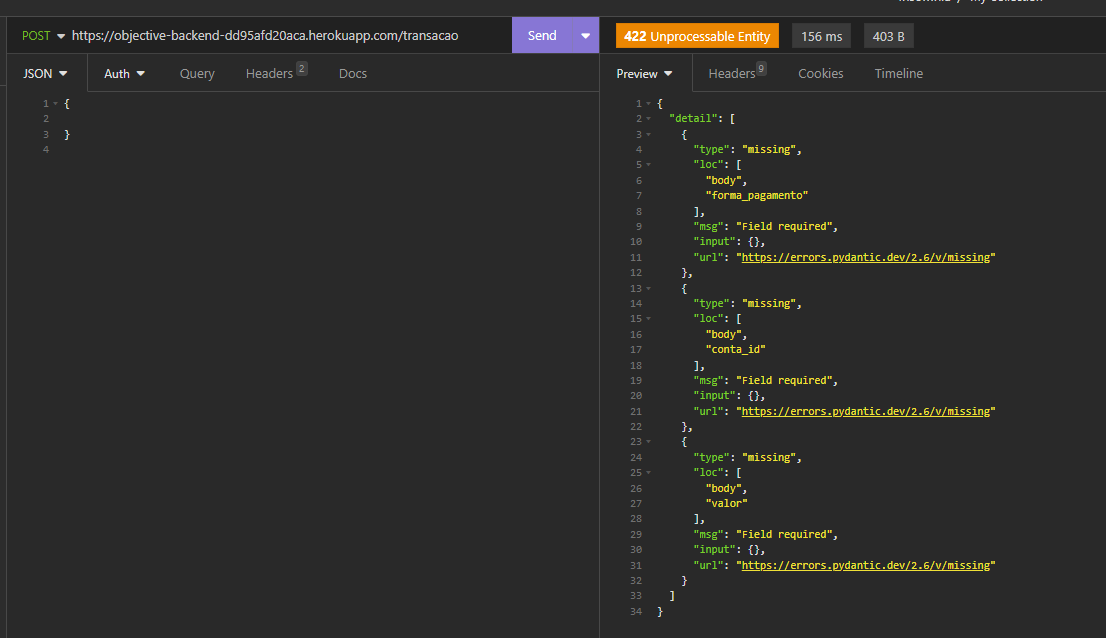 POST https://objective-backend-dd95afd20aca.herokuapp.com/transacao Send 422 Unprocessable Entity 156 ms 403 B
JSON Auth Query Headers 2 Docs
1 {
2
3 }
4
Preview Headers 9 Cookies Timeline
1 {
2 "detail": [
3 {
4 "type": "missing",
5 "loc": [
6 "body",
7 "forma_pagamento"
8 ],
9 "msg": "Field required",
10 "input": {},
11 "url": "https://errors.pydantic.dev/2.6/v/missing"
12 },
13 {
14 "type": "missing",
15 "loc": [
16 "body",
17 "conta_id"
18 ],
19 "msg": "Field required",
20 "input": {},
21 "url": "https://errors.pydantic.dev/2.6/v/missing"
22 },
23 {
24 "type": "missing",
25 "loc": [
26 "body",
27 "valor"
28 ],
29 "msg": "Field required",
30 "input": {},
31 "url": "https://errors.pydantic.dev/2.6/v/missing"
32 }
33 ]
34 }